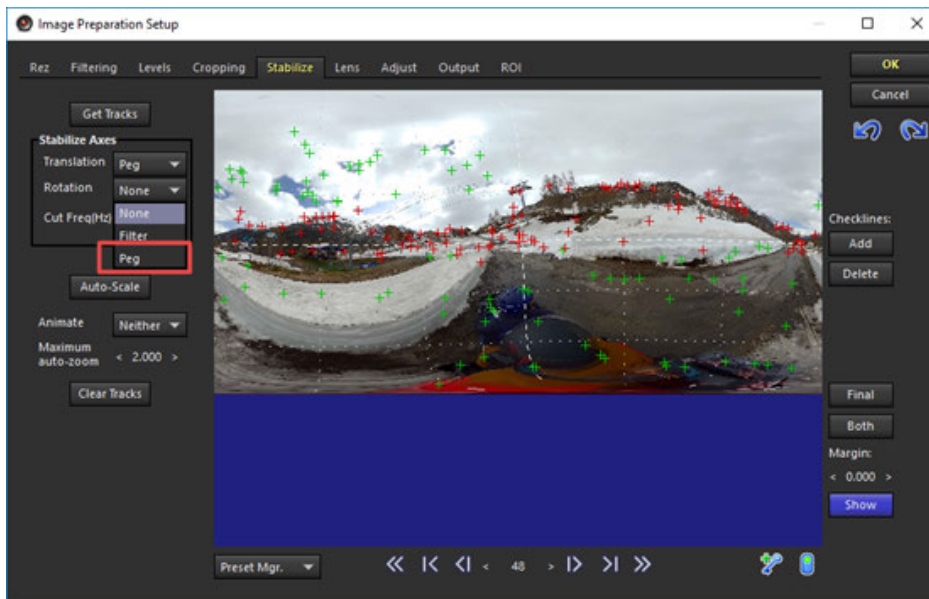 Image Preparation Setup
Rez Filtering Levels Cropping Stabilize Lens Adjust Output ROI
OK
Cancel
Get Tracks
Stabilize Axes
Translation Peg
Rotation None
Cut Freq(Hz) None
Filter
Peg
Auto-Scale
Animate Neither
Maximum
auto-zoom < 2.000 >
Clear Tracks
Checklines:
Add
Delete
Final
Both
Margin:
< 0.000 >
Show
Preset Mgr. < 48 >